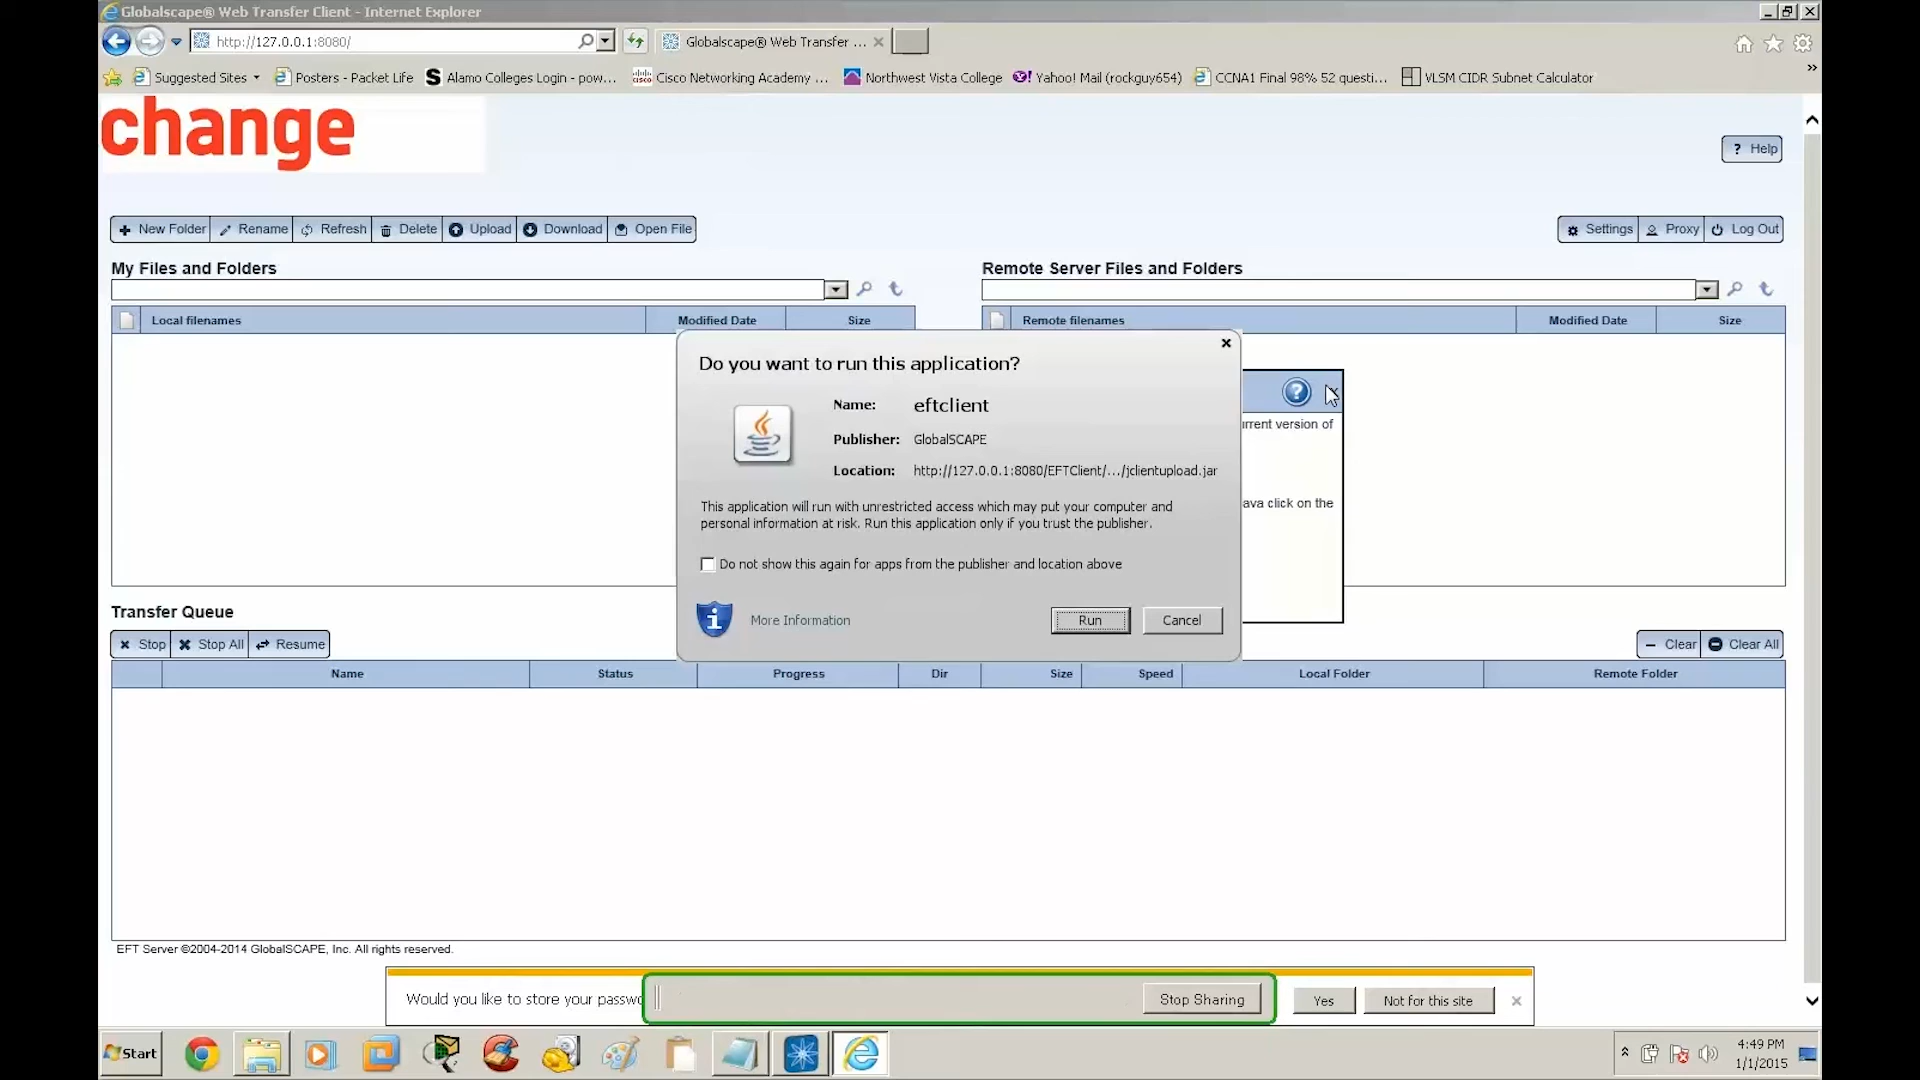 Globalscape® Web Transfer Client - Internet Explorer
http://127.0.0.1:8080/
Globalscape® Web Transfer ...
Suggested Sites
Posters - Packet Life
Alamo Colleges Login - pow...
Cisco Networking Academy ...
Northwest Vista College
Yahoo! Mail (rockguy654)
CCNA1 Final 98% 52 questi...
VLSM CIDR Subnet Calculator
change
? Help
New Folder
Rename
Refresh
Delete
Upload
Download
Open File
Settings
Proxy
Log Out
My Files and Folders
Remote Server Files and Folders
Local filenames
Modified Date
Size
Remote filenames
Modified Date
Size
Do you want to run this application?
Name: eftclient
Publisher: GlobalSCAPE
Location: http://127.0.0.1:8080/EFTClient/.../jclientupload.jar
This application will run with unrestricted access which may put your computer and
personal information at risk. Run this application only if you trust the publisher.
Do not show this again for apps from the publisher and location above
More Information
Run
Cancel
current version of
ava click on the
Transfer Queue
Stop
Stop All
Resume
Clear
Clear All
Name
Status
Progress
Dir
Size
Speed
Local Folder
Remote Folder
EFT Server ©2004-2014 GlobalSCAPE, Inc. All rights reserved.
Would you like to store your passwo
Stop Sharing
Yes
Not for this site
Start
4:49 PM
1/1/2015